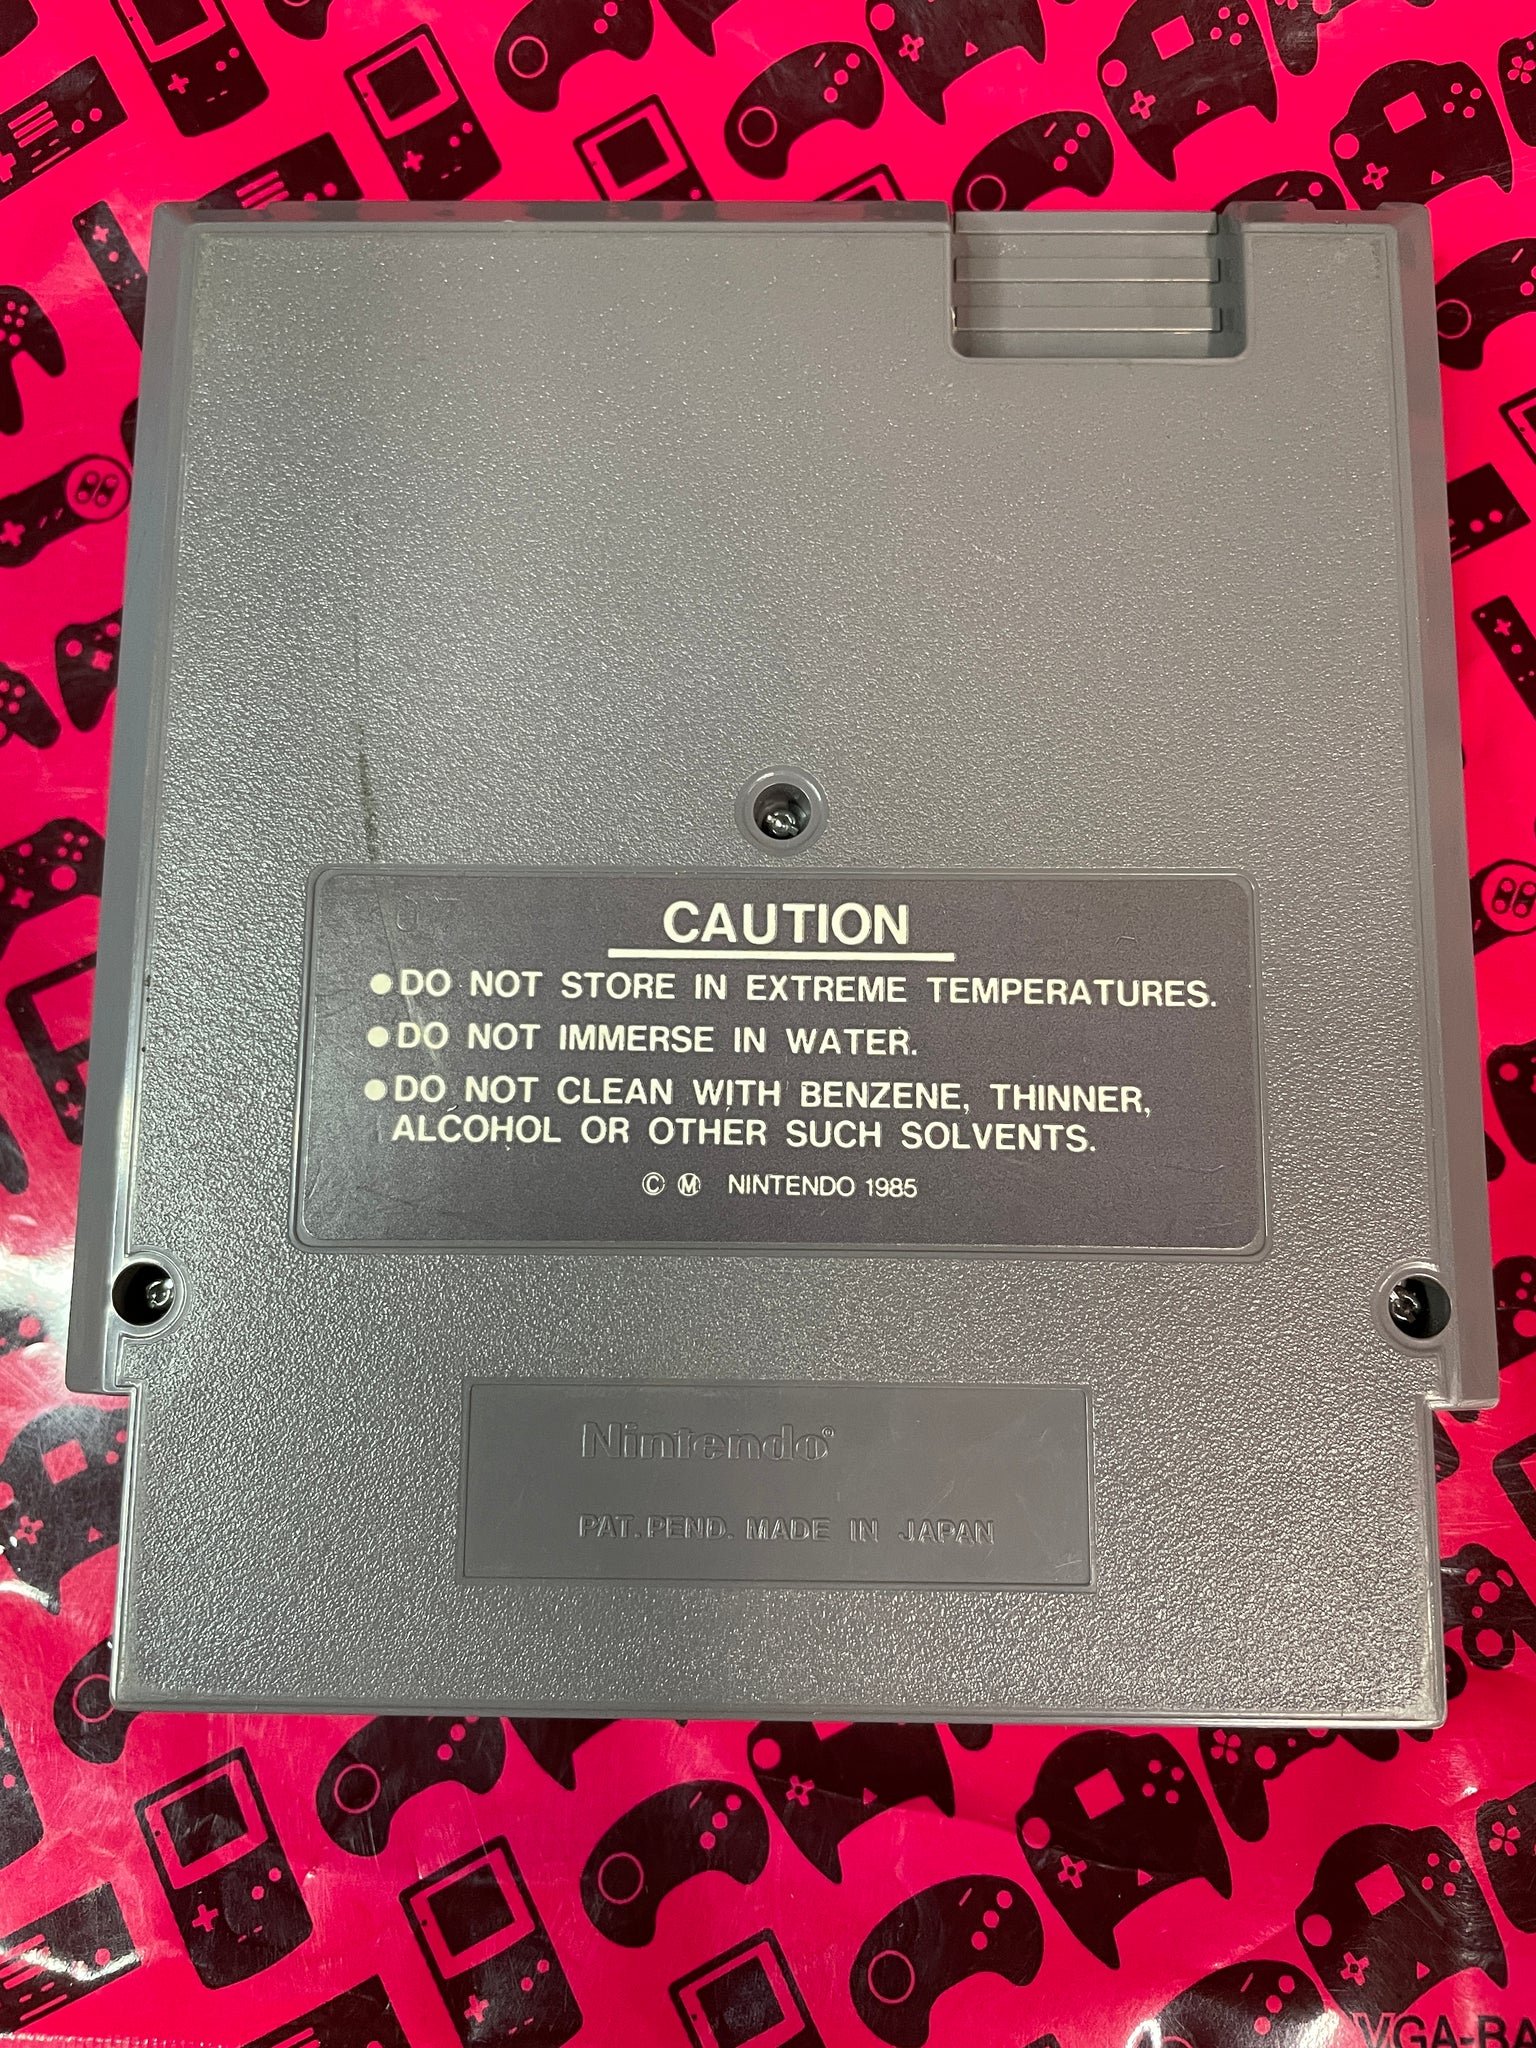 CAUTION
●DO NOT STORE IN EXTREME TEMPERATURES.
●DO NOT IMMERSE IN WATER.
●DO NOT CLEAN WITH BENZENE, THINNER,
ALCOHOL OR OTHER SUCH SOLVENTS.
© Ⓜ NINTENDO 1985
Nintendo®
PAT. PEND. MADE IN JAPAN